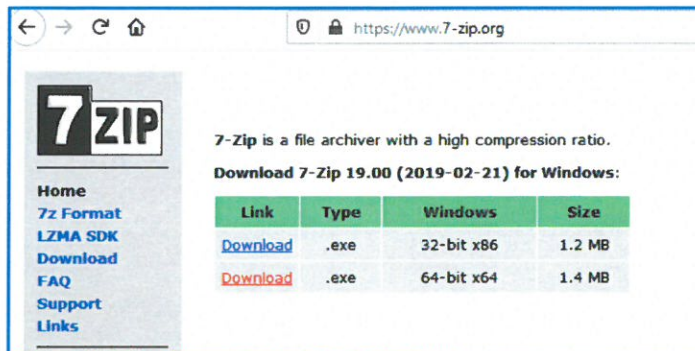 https://www.7-zip.org
7ZIP
7-Zip is a file archiver with a high compression ratio.
Download 7-Zip 19.00 (2019-02-21) for Windows:
Link Type Windows Size
Download .exe 32-bit x86 1.2 MB
Download .exe 64-bit x64 1.4 MB
Home
7z Format
LZMA SDK
Download
FAQ
Support
Links